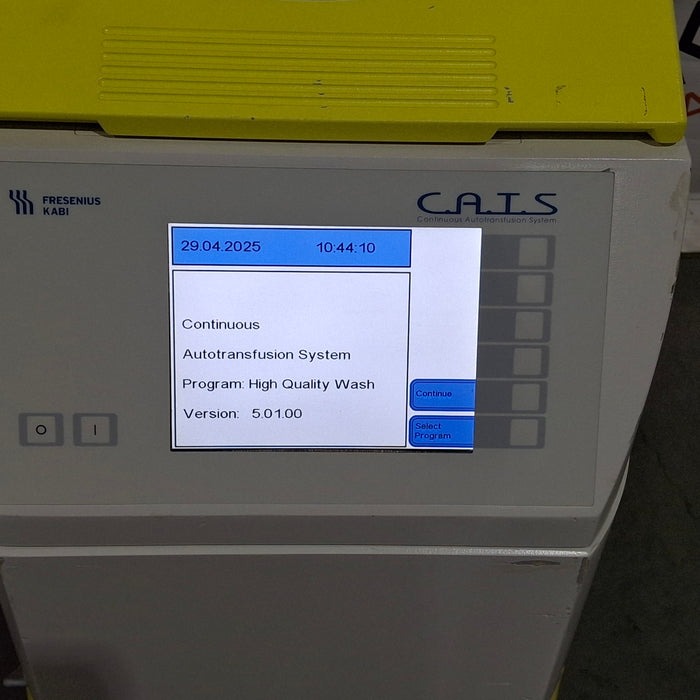 FRESENIUS
KABI
C.A.T.S
Continuous Autotransfusion System
29.04.2025 10:44:10
Continuous
Autotransfusion System
Program: High Quality Wash
Version: 5.01.00
Continue
Select
Program
O
I